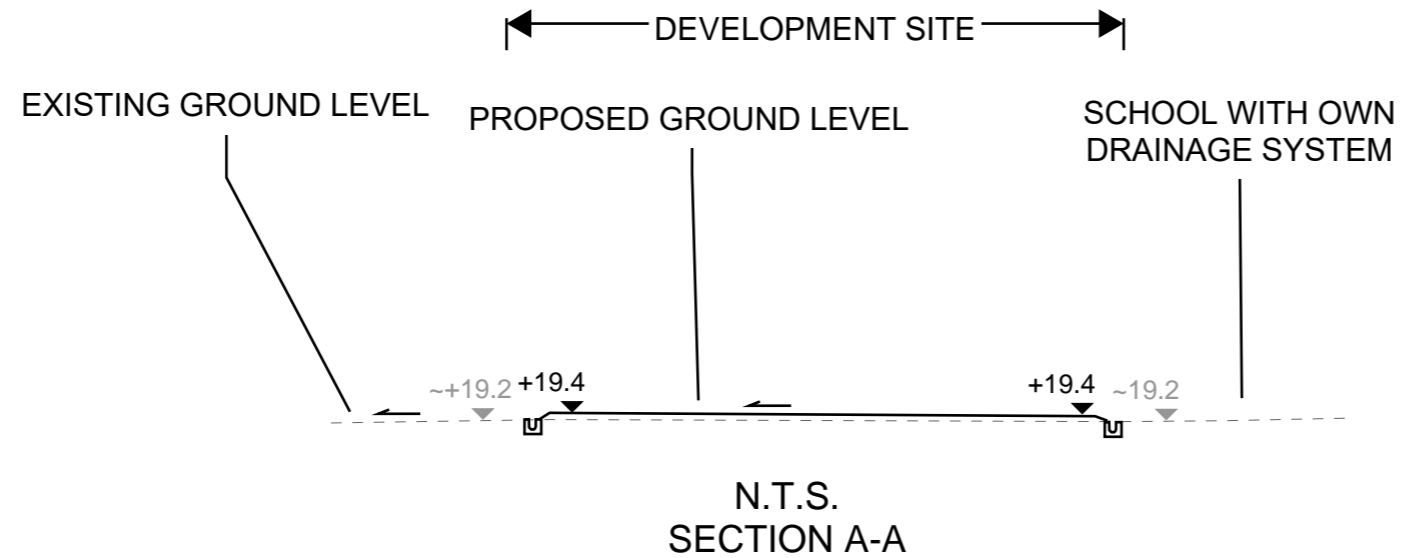 DEVELOPMENT SITE
EXISTING GROUND LEVEL
PROPOSED GROUND LEVEL
SCHOOL WITH OWN
DRAINAGE SYSTEM
~+19.2 +19.4
+19.4 ~19.2
N.T.S.
SECTION A-A